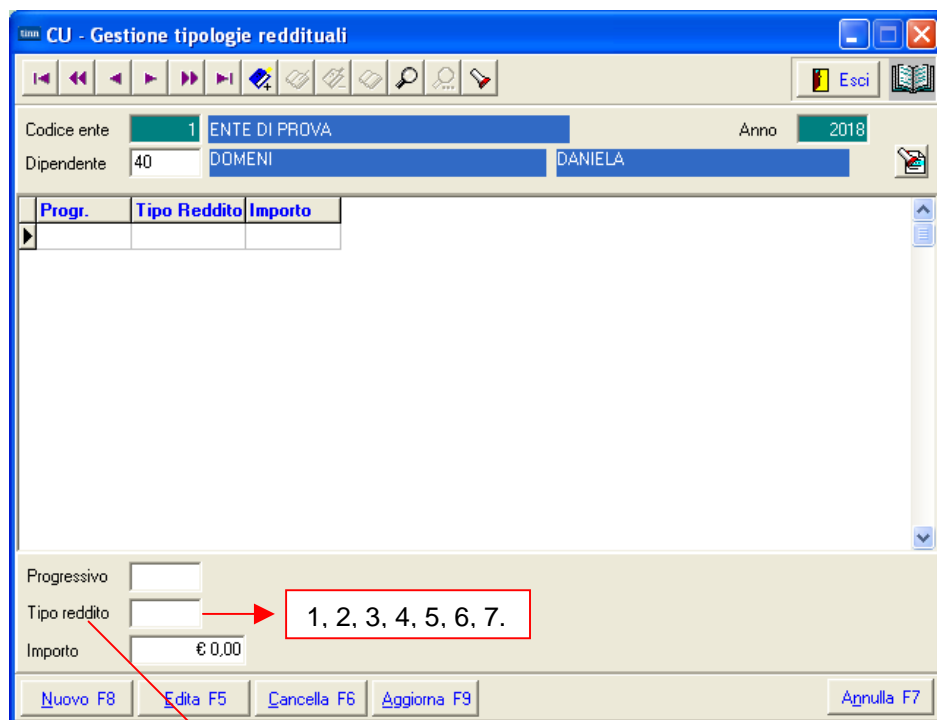 tinn CU - Gestione tipologie reddituali
Esci
Codice ente 1 ENTE DI PROVA Anno 2018
Dipendente 40 DOMENI DANIELA
Progr. Tipo Reddito Importo
Progressivo
Tipo reddito 1, 2, 3, 4, 5, 6, 7.
Importo € 0,00
Nuovo F8 Edita F5 Cancella F6 Aggiorna F9 Annulla F7